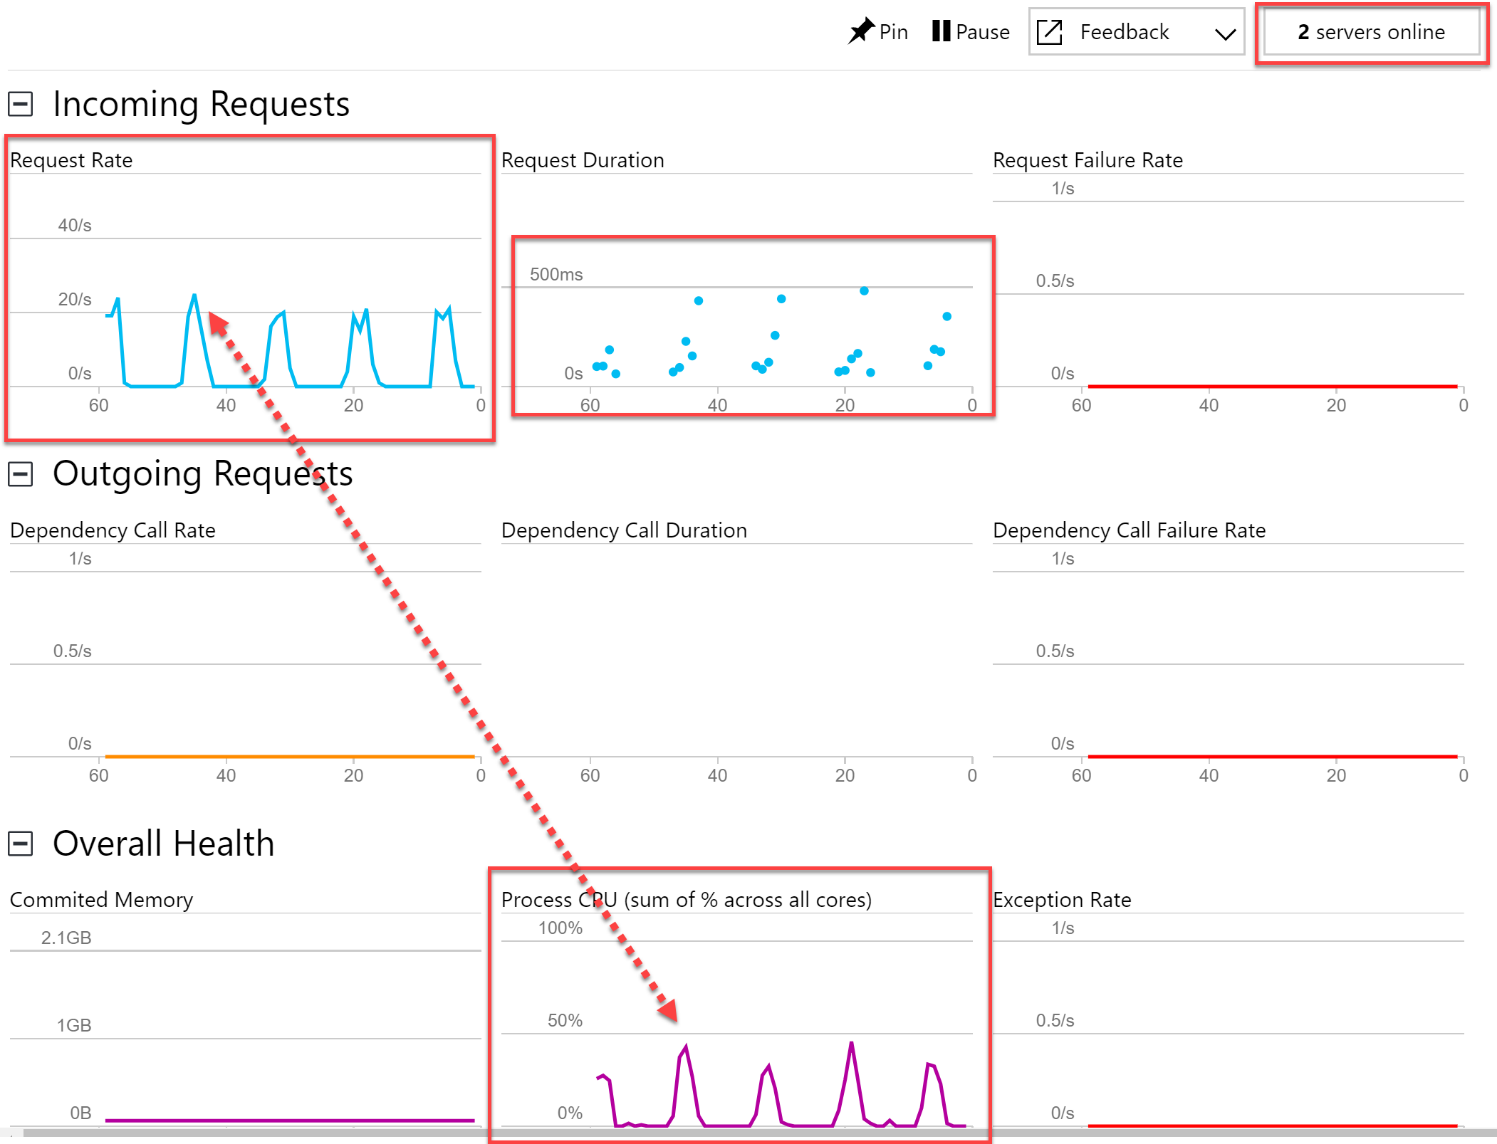 Pin Pause Feedback 2 servers online
Incoming Requests
Request Rate Request Duration Request Failure Rate
40/s
20/s
0/s
60 40 20 0
500ms
0s
60 40 20 0
1/s
0.5/s
0/s
60 40 20 0
Outgoing Requests
Dependency Call Rate Dependency Call Duration Dependency Call Failure Rate
1/s
0.5/s
0/s
60 40 20 0
60 40 20 0
1/s
0.5/s
0/s
60 40 20 0
Overall Health
Commited Memory Process CPU (sum of % across all cores) Exception Rate
2.1GB
1GB
0B
100%
50%
0%
1/s
0.5/s
0/s